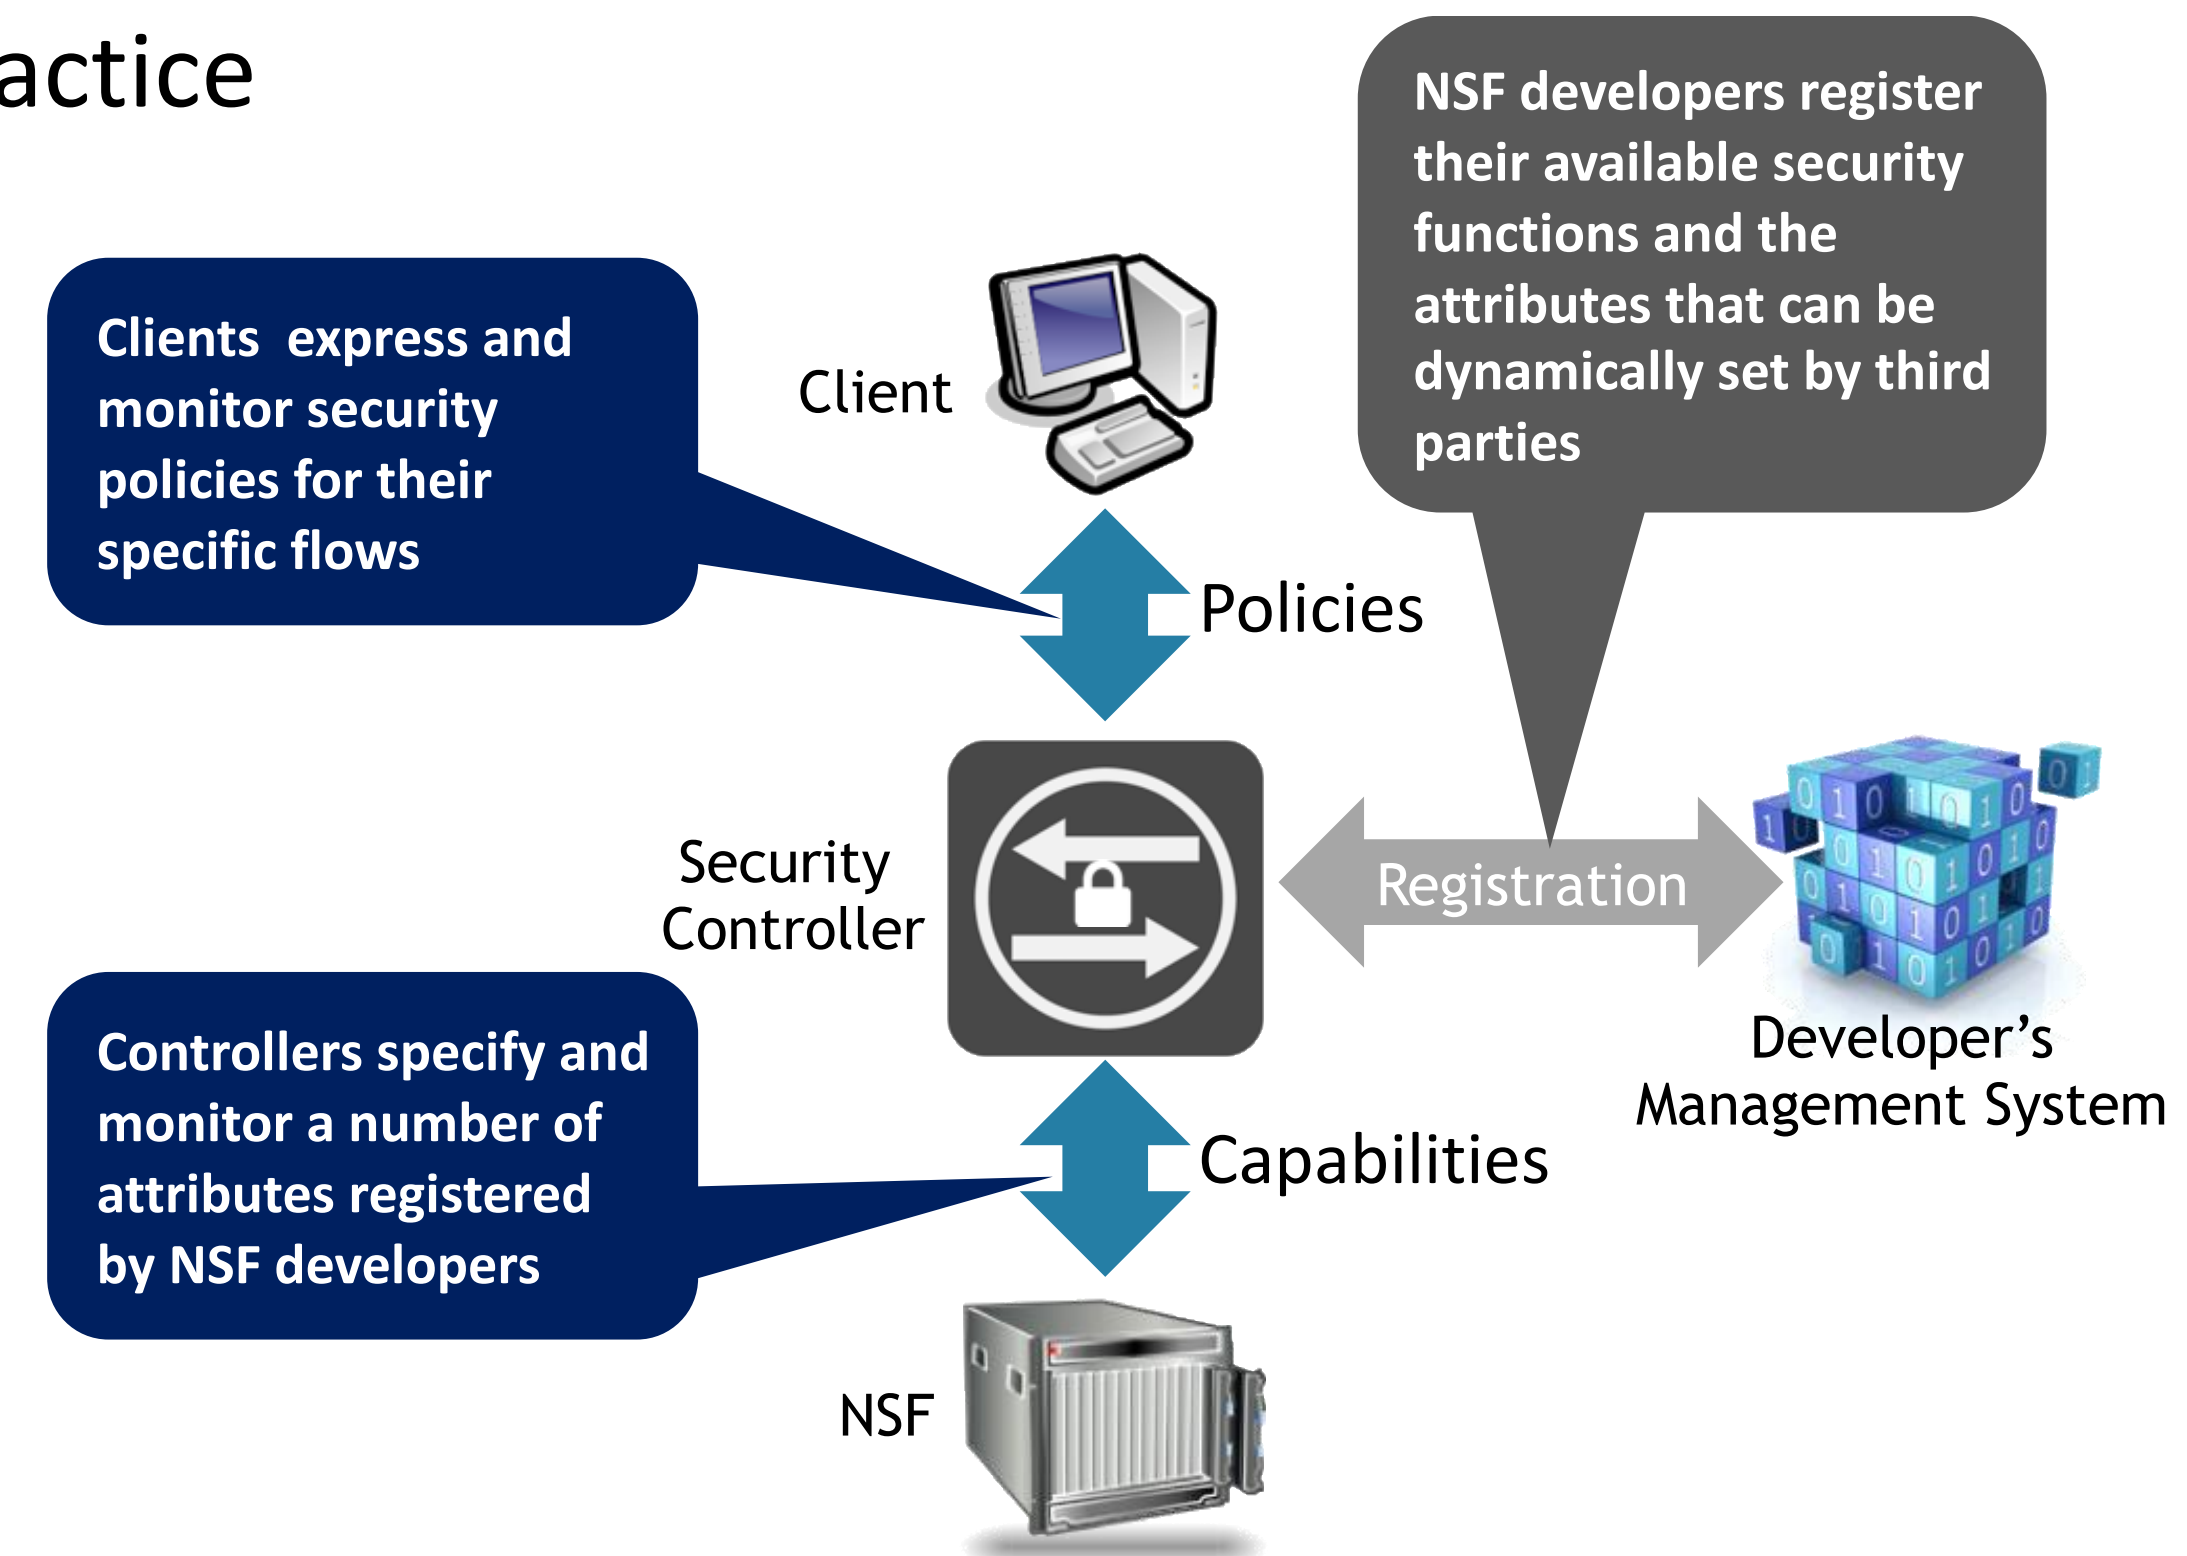 actice
NSF developers register
their available security
functions and the
attributes that can be
dynamically set by third
parties
Clients  express and
monitor security
policies for their
specific flows
Client
Policies
Security
Controller
Registration
Developer’s
Management System
Controllers specify and
monitor a number of
attributes registered
by NSF developers
Capabilities
NSF